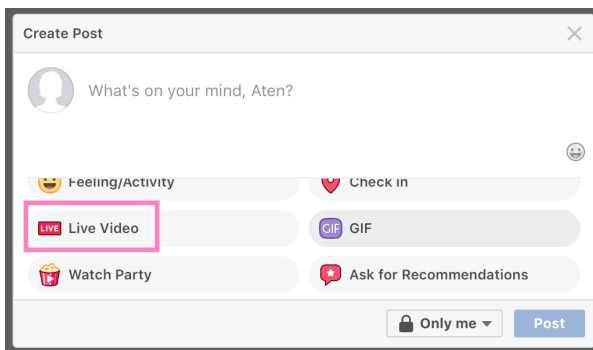 Create Post
What's on your mind, Aten?
Feeling/Activity
Check in
LIVE Live Video
GIF GIF
Watch Party
Ask for Recommendations
Only me
Post